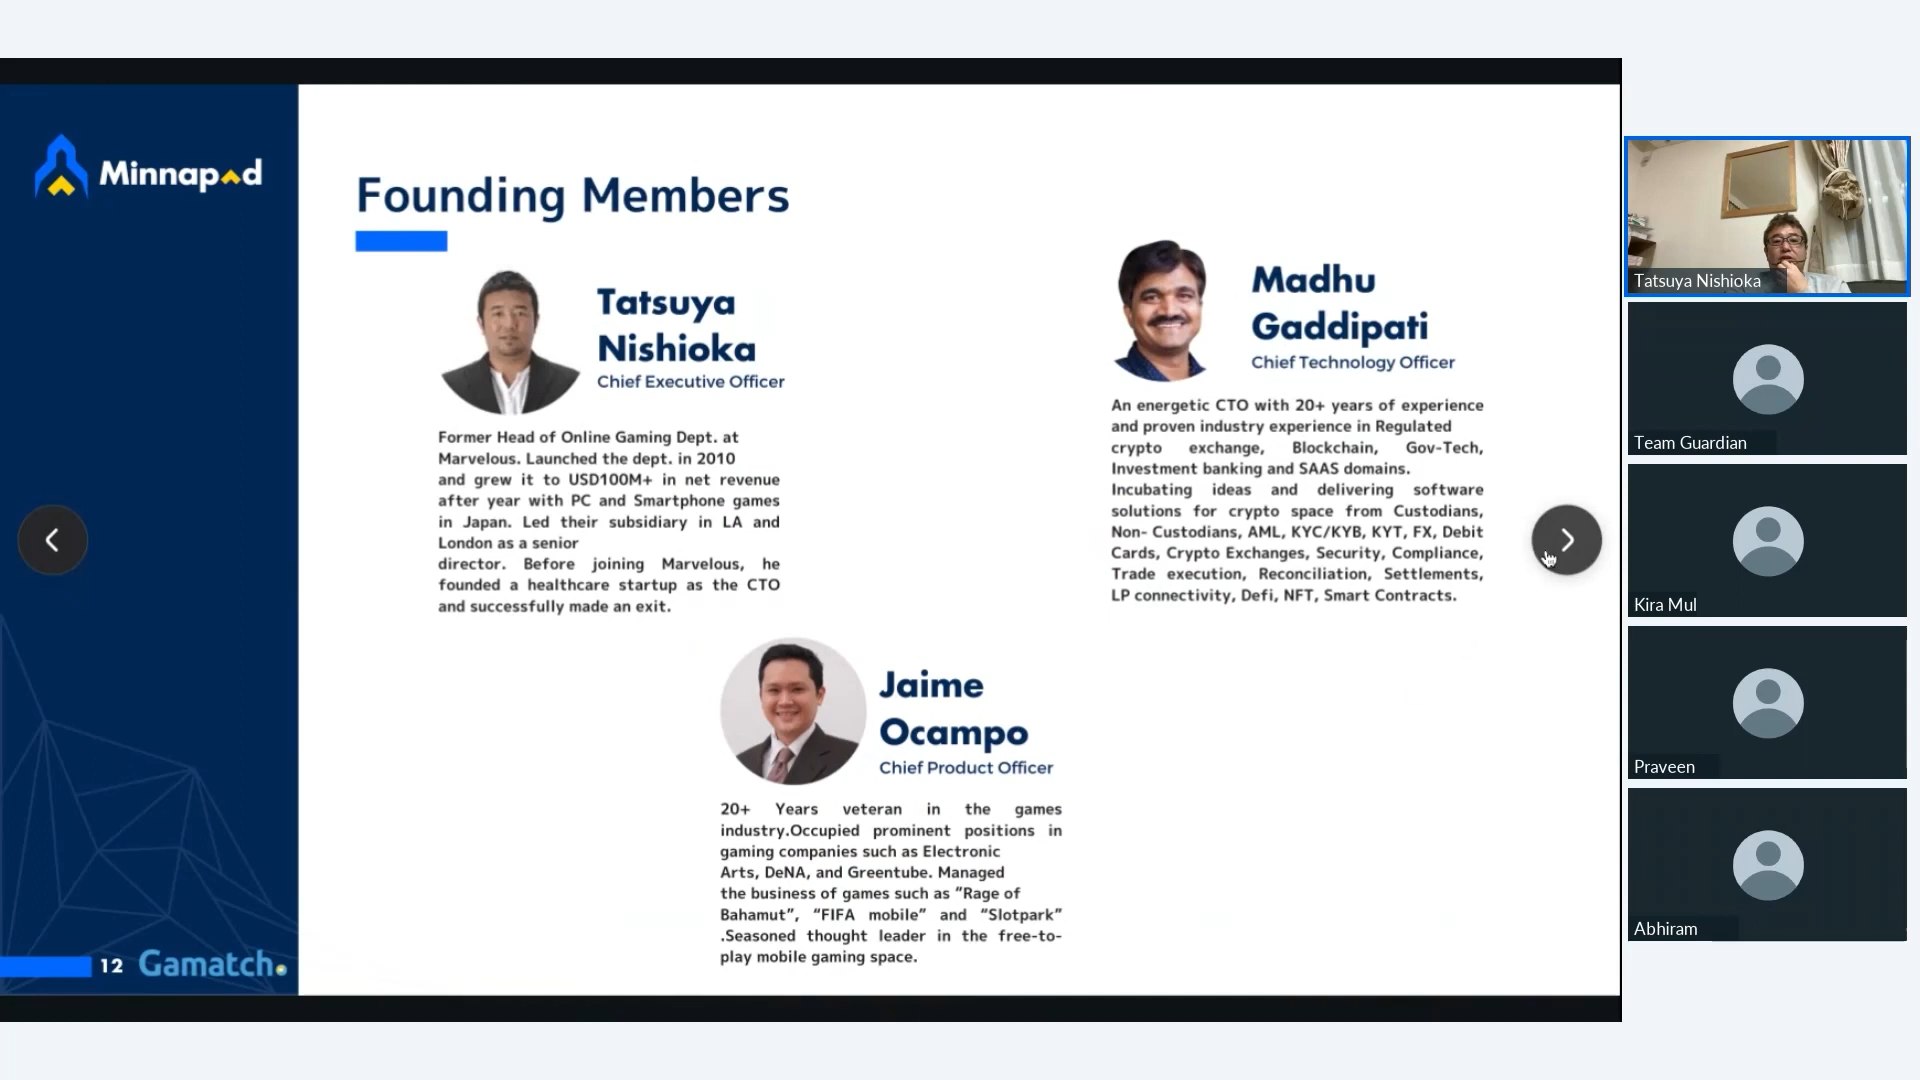 Minnapad
Founding Members
Tatsuya
Nishioka
Chief Executive Officer
Former Head of Online Gaming Dept. at
Marvelous. Launched the dept. in 2010
and grew it to USD100M+ in net revenue
after year with PC and Smartphone games
in Japan. Led their subsidiary in LA and
London as a senior
director. Before joining Marvelous, he
founded a healthcare startup as the CTO
and successfully made an exit.
Madhu
Gaddipati
Chief Technology Officer
An energetic CTO with 20+ years of experience
and proven industry experience in Regulated
crypto exchange, Blockchain, Gov-Tech,
Investment banking and SAAS domains.
Incubating ideas and delivering software
solutions for crypto space from Custodians,
Non- Custodians, AML, KYC/KYB, KYT, FX, Debit
Cards, Crypto Exchanges, Security, Compliance,
Trade execution, Reconciliation, Settlements,
LP connectivity, Defi, NFT, Smart Contracts.
Jaime
Ocampo
Chief Product Officer
20+ Years veteran in the games
industry.Occupied prominent positions in
gaming companies such as Electronic
Arts, DeNA, and Greentube. Managed
the business of games such as “Rage of
Bahamut”, “FIFA mobile” and “Slotpark”
.Seasoned thought leader in the free-to-
play mobile gaming space.
12 Gamatch.
Tatsuya Nishioka
Team Guardian
Kira Mul
Praveen
Abhiram